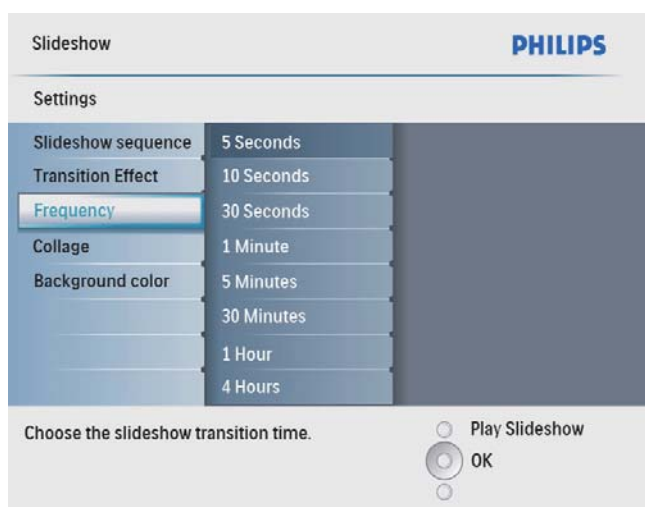 Slideshow
PHILIPS
Settings
Slideshow sequence
Transition Effect
Frequency
Collage
Background color
5 Seconds
10 Seconds
30 Seconds
1 Minute
5 Minutes
30 Minutes
1 Hour
4 Hours
Choose the slideshow transition time.
Play Slideshow
OK